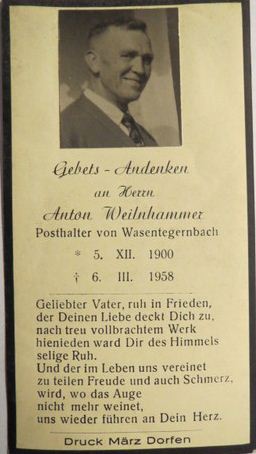 Gebets - Andenken
an Herrn
Anton Weilnhammer
Posthalter von Wasentegernbach
* 5. XII. 1900
† 6. III. 1958
Geliebter Vater, ruh in Frieden,
der Deinen Liebe deckt Dich zu,
nach treu vollbrachtem Werk
hienieden ward Dir des Himmels
selige Ruh.
Und der im Leben uns vereinet
zu teilen Freude und auch Schmerz,
wird, wo das Auge
nicht mehr weinet,
uns wieder führen an Dein Herz.
Druck März Dorfen